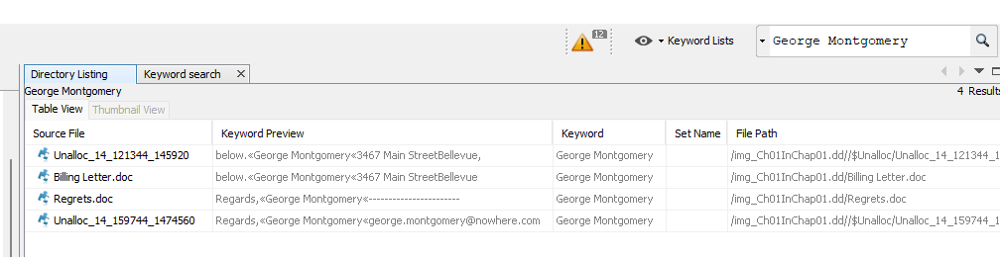 12
Keyword Lists
George Montgomery
Directory Listing
Keyword search
George Montgomery
4 Results
Table View
Thumbnail View
Source File Keyword Preview Keyword Set Name File Path
Unalloc_14_121344_145920 below.«George Montgomery«3467 Main StreetBellevue, George Montgomery /img_Ch01InChap01.dd//$Unalloc/Unalloc_14_121344_1
Billing Letter.doc below.«George Montgomery«3467 Main StreetBellevue George Montgomery /img_Ch01InChap01.dd/Billing Letter.doc
Regrets.doc Regards,«George Montgomery«----------------------- George Montgomery /img_Ch01InChap01.dd/Regrets.doc
Unalloc_14_159744_1474560 Regards,«George Montgomery«george.montgomery@nowhere.com George Montgomery /img_Ch01InChap01.dd//$Unalloc/Unalloc_14_159744_1